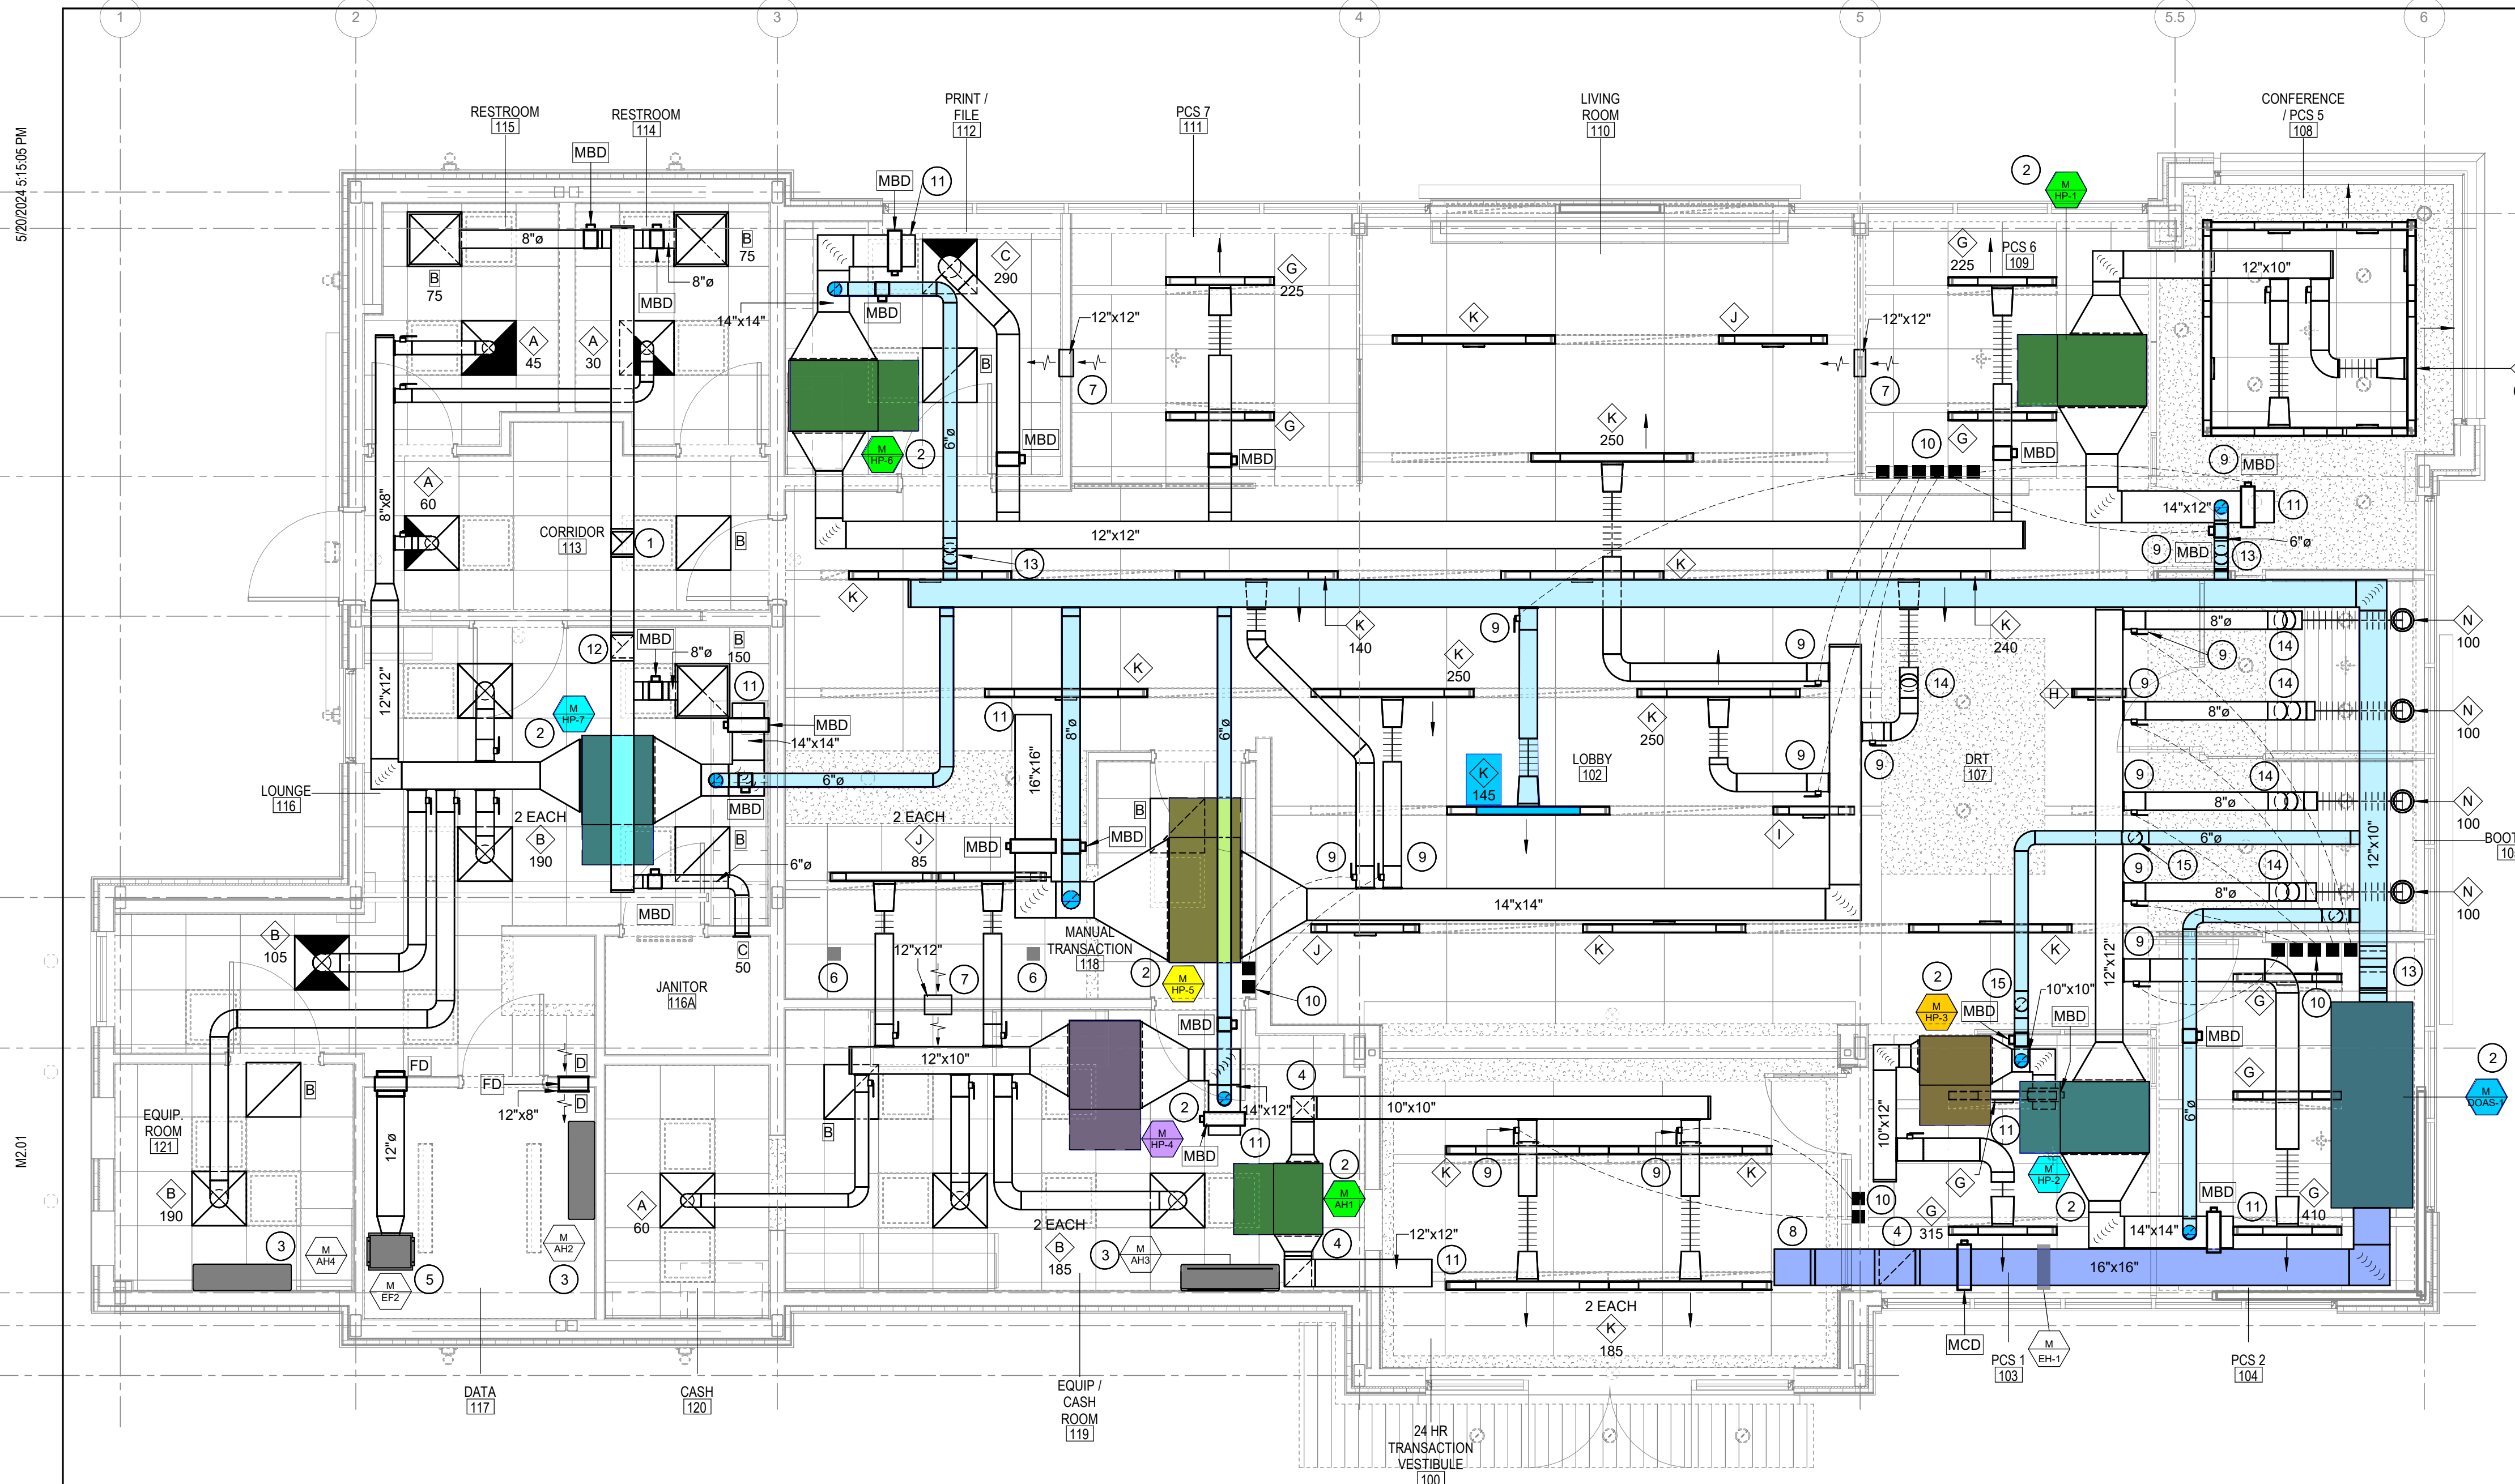 1
2
3
4
5
5.5
6
5/20/2024 5:15:05 PM
M2.01
RESTROOM
115
RESTROOM
114
MBD
PRINT /
FILE
112
PCS 7
111
LIVING
ROOM
110
CONFERENCE
/ PCS 5
108
MBD
11
2
M
HP-1
8"ø
B
75
B
75
MBD
8"ø
C
290
G
225
G
225
PCS 6
109
12"x10"
MBD
14"x14"
12"x12"
7
K
J
12"x12"
7
A
45
A
30
B
6"ø
M
HP-6
2
MBD
G
MBD
K
250
10
G
MBD
9
MBD
8"x8"
A
60
CORRIDOR
113
1
B
12"x12"
14"x12"
11
13
K
K
9
MBD
13
6"ø
12
MBD
8"ø
B
150
11
K
9
K
140
K
250
9
K
240
8"ø
14
9
N
100
12"x12"
2
M
HP-7
MBD
14"x14"
6"ø
MBD
11
16"x16"
8"ø
6"ø
K
250
9
9
14
H
9
8"ø
14
N
100
LOUNGE
116
2 EACH
B
190
B
6"ø
MBD
2 EACH
J
85
MBD
MBD
B
K
145
LOBBY
102
I
DRT
107
9
8"ø
14
N
100
12"x10"
6"ø
15
9
8"ø
14
N
100
BOOT
9
9
14"x14"
B
105
C
50
JANITOR
116A
6
12"x12"
7
6
MANUAL
TRANSACTION
118
2
M
HP-5
10
J
K
K
9
12"x12"
G
10
13
2
M
HP-3
15
MBD
10"x10"
MBD
MBD
2
M
DOAS-1
FD
FD
D
D
12"x8"
12"x10"
MBD
EQUIP.
ROOM
121
B
12"ø
B
M
HP-4
2
14"x12"
MBD
11
4
10"x10"
9
9
K
K
10"x12"
G
11
M
HP-2
2
G
6"ø
B
190
3
M
AH4
M
EF2
5
M
AH2
3
A
60
2 EACH
B
185
3
M
AH3
2
M
AH1
4
12"x12"
11
10
8
4
G
315
MBD
11
14"x14"
G
410
16"x16"
2 EACH
K
185
MCD
M
EH-1
PCS 1
103
PCS 2
104
DATA
117
CASH
120
EQUIP /
CASH
ROOM
119
24 HR
TRANSACTION
VESTIBULE
100